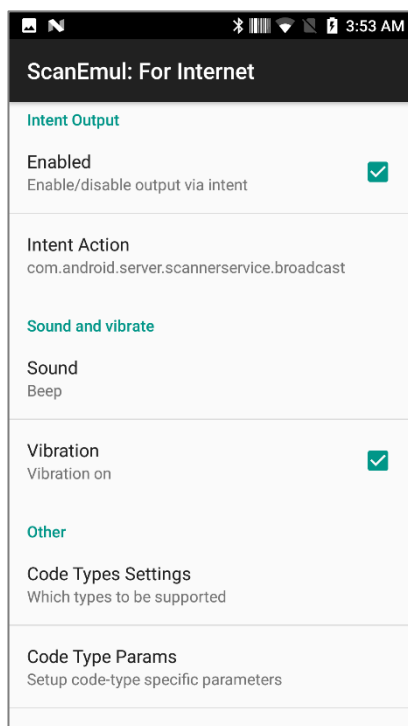 3:53 AM
ScanEmul: For Internet
Intent Output
Enabled
Enable/disable output via intent
Intent Action
com.android.server.scannerservice.broadcast
Sound and vibrate
Sound
Beep
Vibration
Vibration on
Other
Code Types Settings
Which types to be supported
Code Type Params
Setup code-type specific parameters